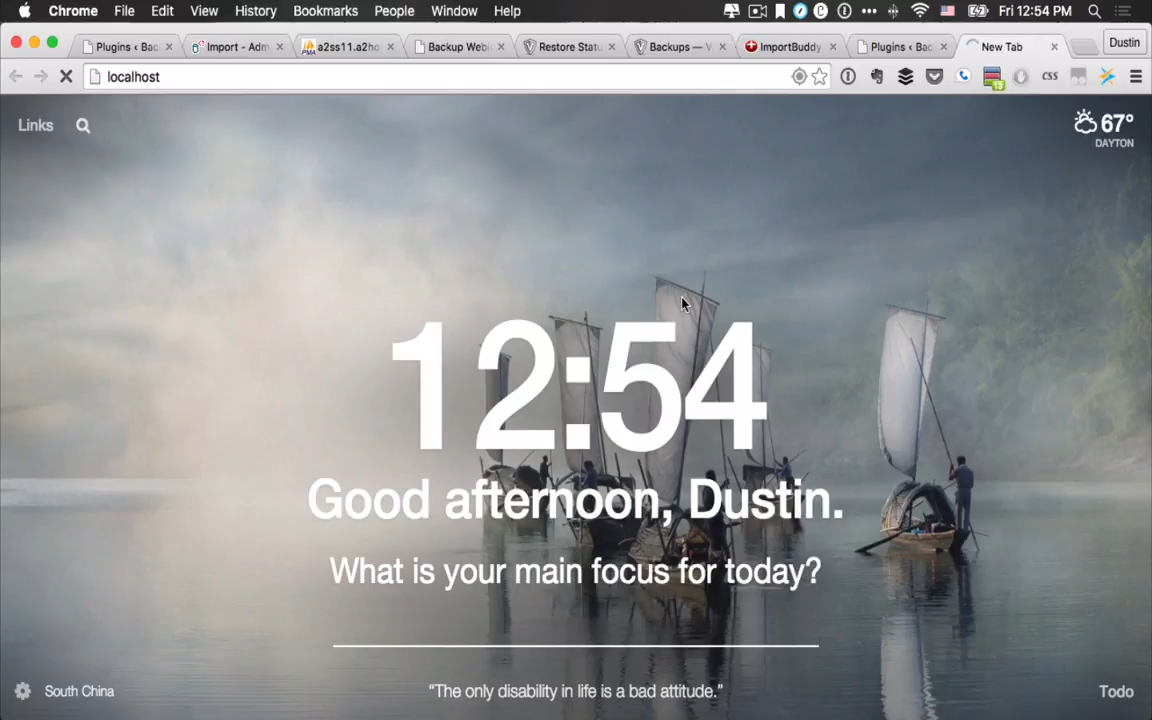 Chrome File Edit View History Bookmarks People Window Help Fri 12:54 PM
Plugins ‹ Bac Import - Adm a2ss11.a2ho Backup Web Restore Statu Backups — V ImportBuddy Plugins ‹ Bac New Tab Dustin
localhost CSS
13
Links
67°
DAYTON
12:54
Good afternoon, Dustin.
What is your main focus for today?
South China
“The only disability in life is a bad attitude.”
Todo